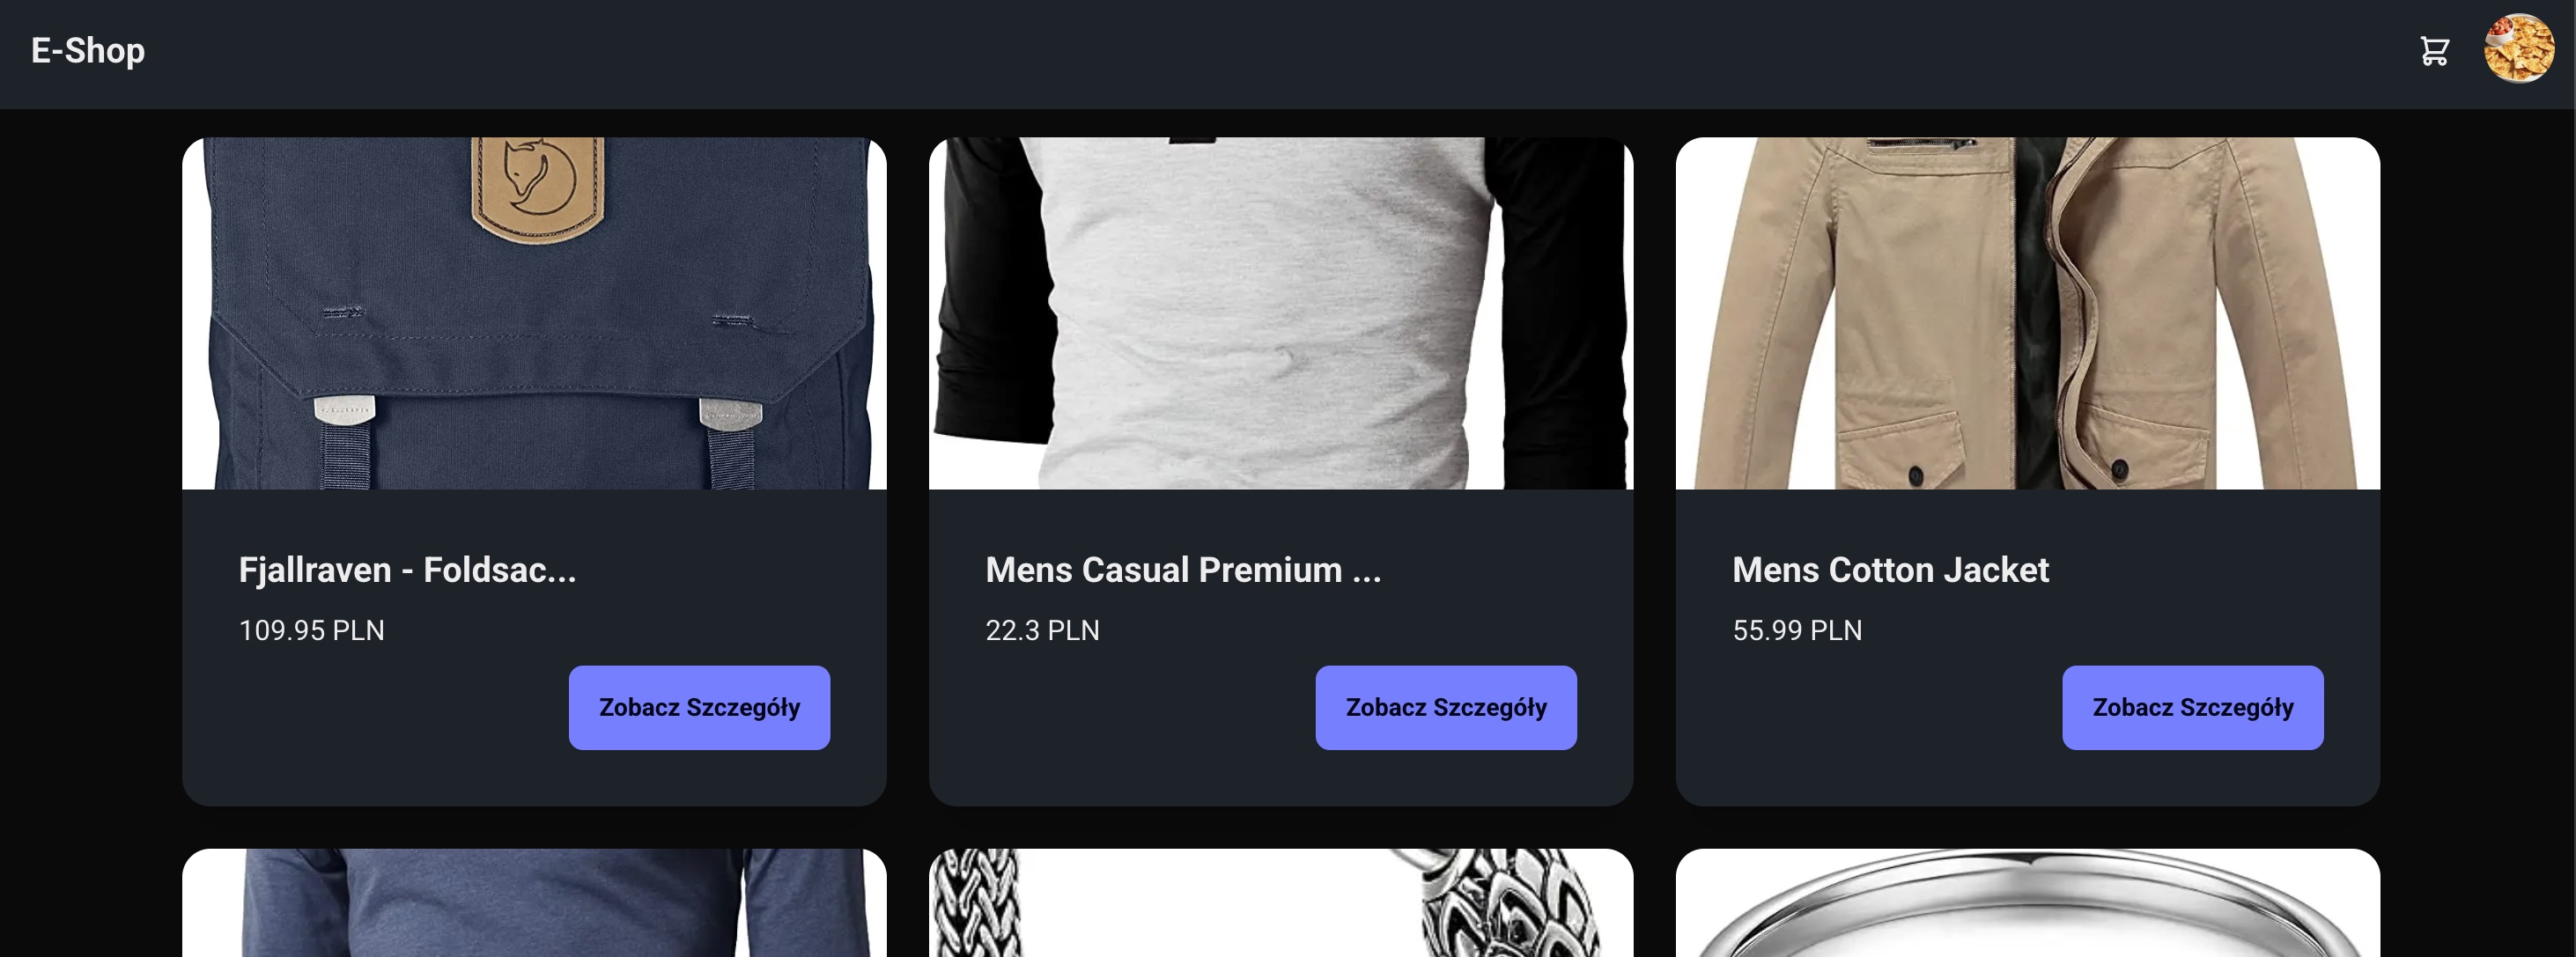 E-Shop
Fjallraven - Foldsac...
109.95 PLN
Zobacz Szczegóły
Mens Casual Premium ...
22.3 PLN
Zobacz Szczegóły
Mens Cotton Jacket
55.99 PLN
Zobacz Szczegóły